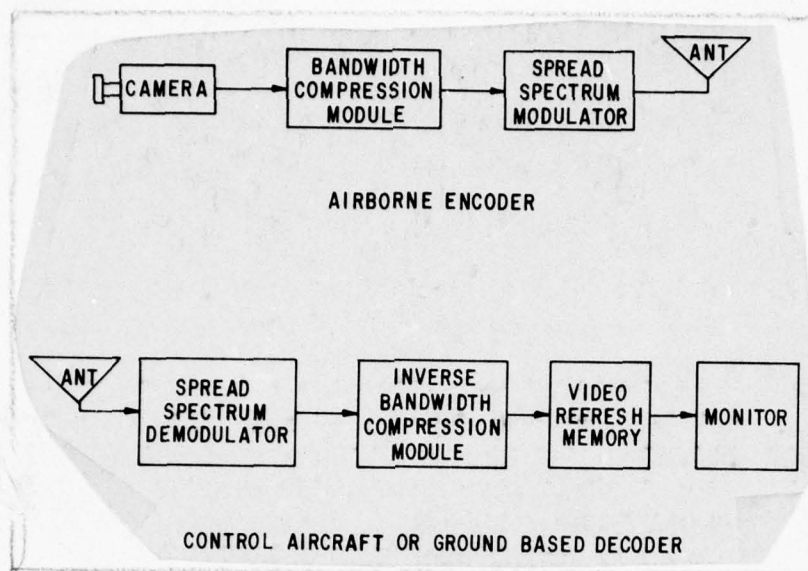 CAMERA
BANDWIDTH
COMPRESSION
MODULE
SPREAD
SPECTRUM
MODULATOR
ANT
AIRBORNE ENCODER
ANT
SPREAD
SPECTRUM
DEMODULATOR
INVERSE
BANDWIDTH
COMPRESSION
MODULE
VIDEO
REFRESH
MEMORY
MONITOR
CONTROL AIRCRAFT OR GROUND BASED DECODER